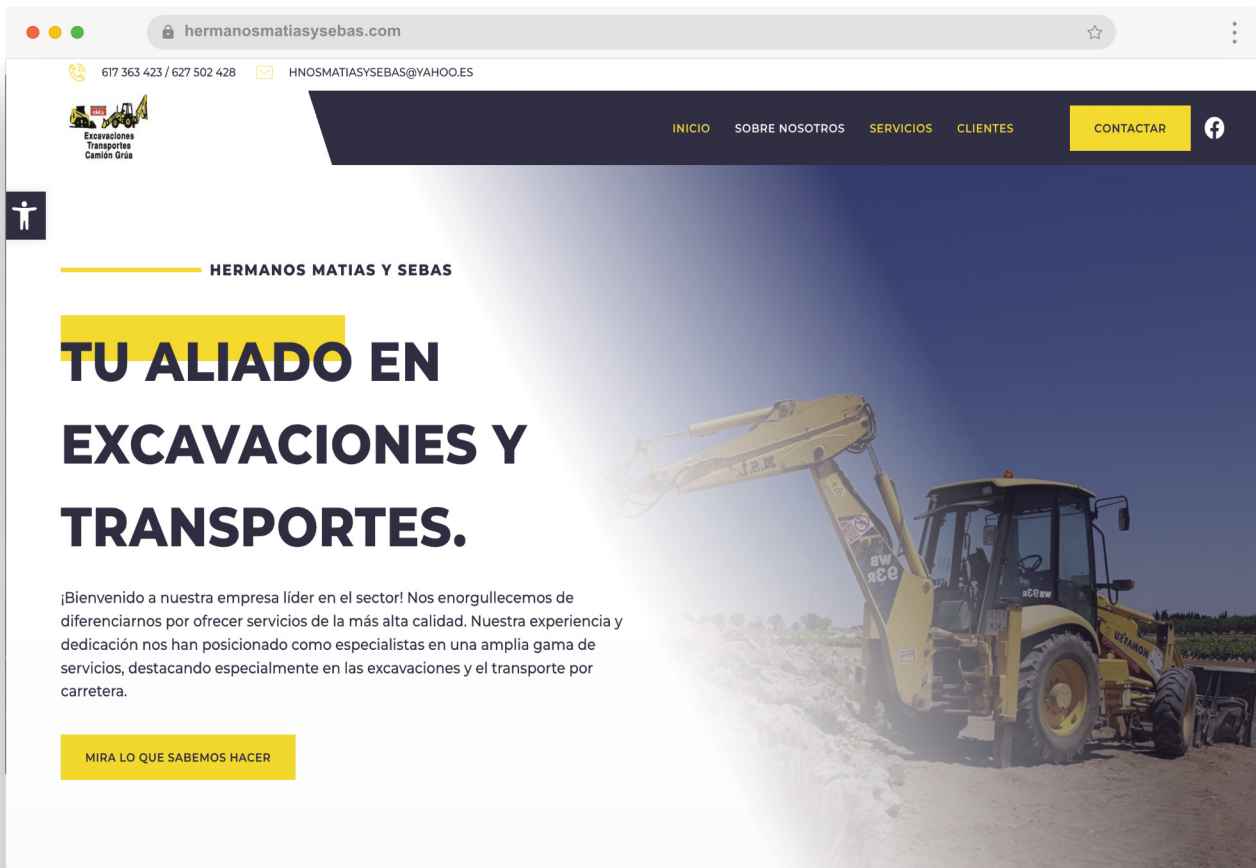 hermanosmatiasysebas.com
617 363 423 / 627 502 428 HNOSMATIASYSEBAS@YAHOO.ES
Excavaciones
Transportes
Camión Grúa
INICIO SOBRE NOSOTROS SERVICIOS CLIENTES CONTACTAR
HERMANOS MATIAS Y SEBAS
TU ALIADO EN
EXCAVACIONES Y
TRANSPORTES.
¡Bienvenido a nuestra empresa líder en el sector! Nos enorgullecemos de
diferenciarnos por ofrecer servicios de la más alta calidad. Nuestra experiencia y
dedicación nos han posicionado como especialistas en una amplia gama de
servicios, destacando especialmente en las excavaciones y el transporte por
carretera.
MIRA LO QUE SABEMOS HACER